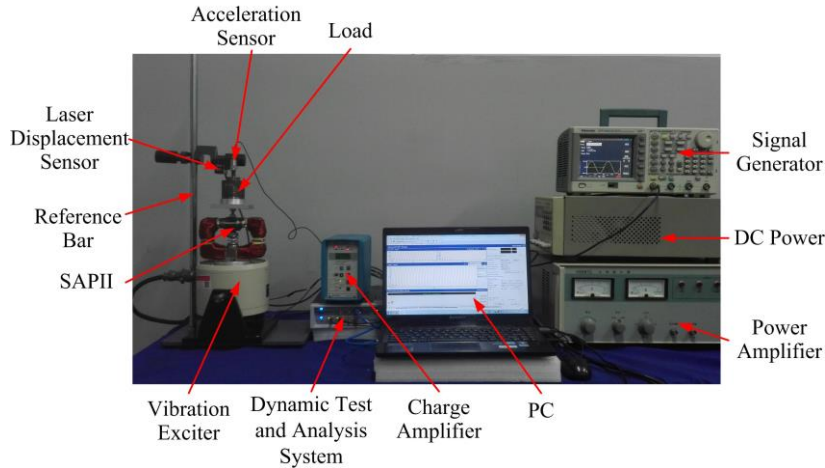 Acceleration
Sensor
Load
Laser
Displacement
Sensor
Reference
Bar
SAPII
Signal
Generator
DC Power
Power
Amplifier
Vibration
Exciter
Dynamic Test
and Analysis
System
Charge
Amplifier
PC